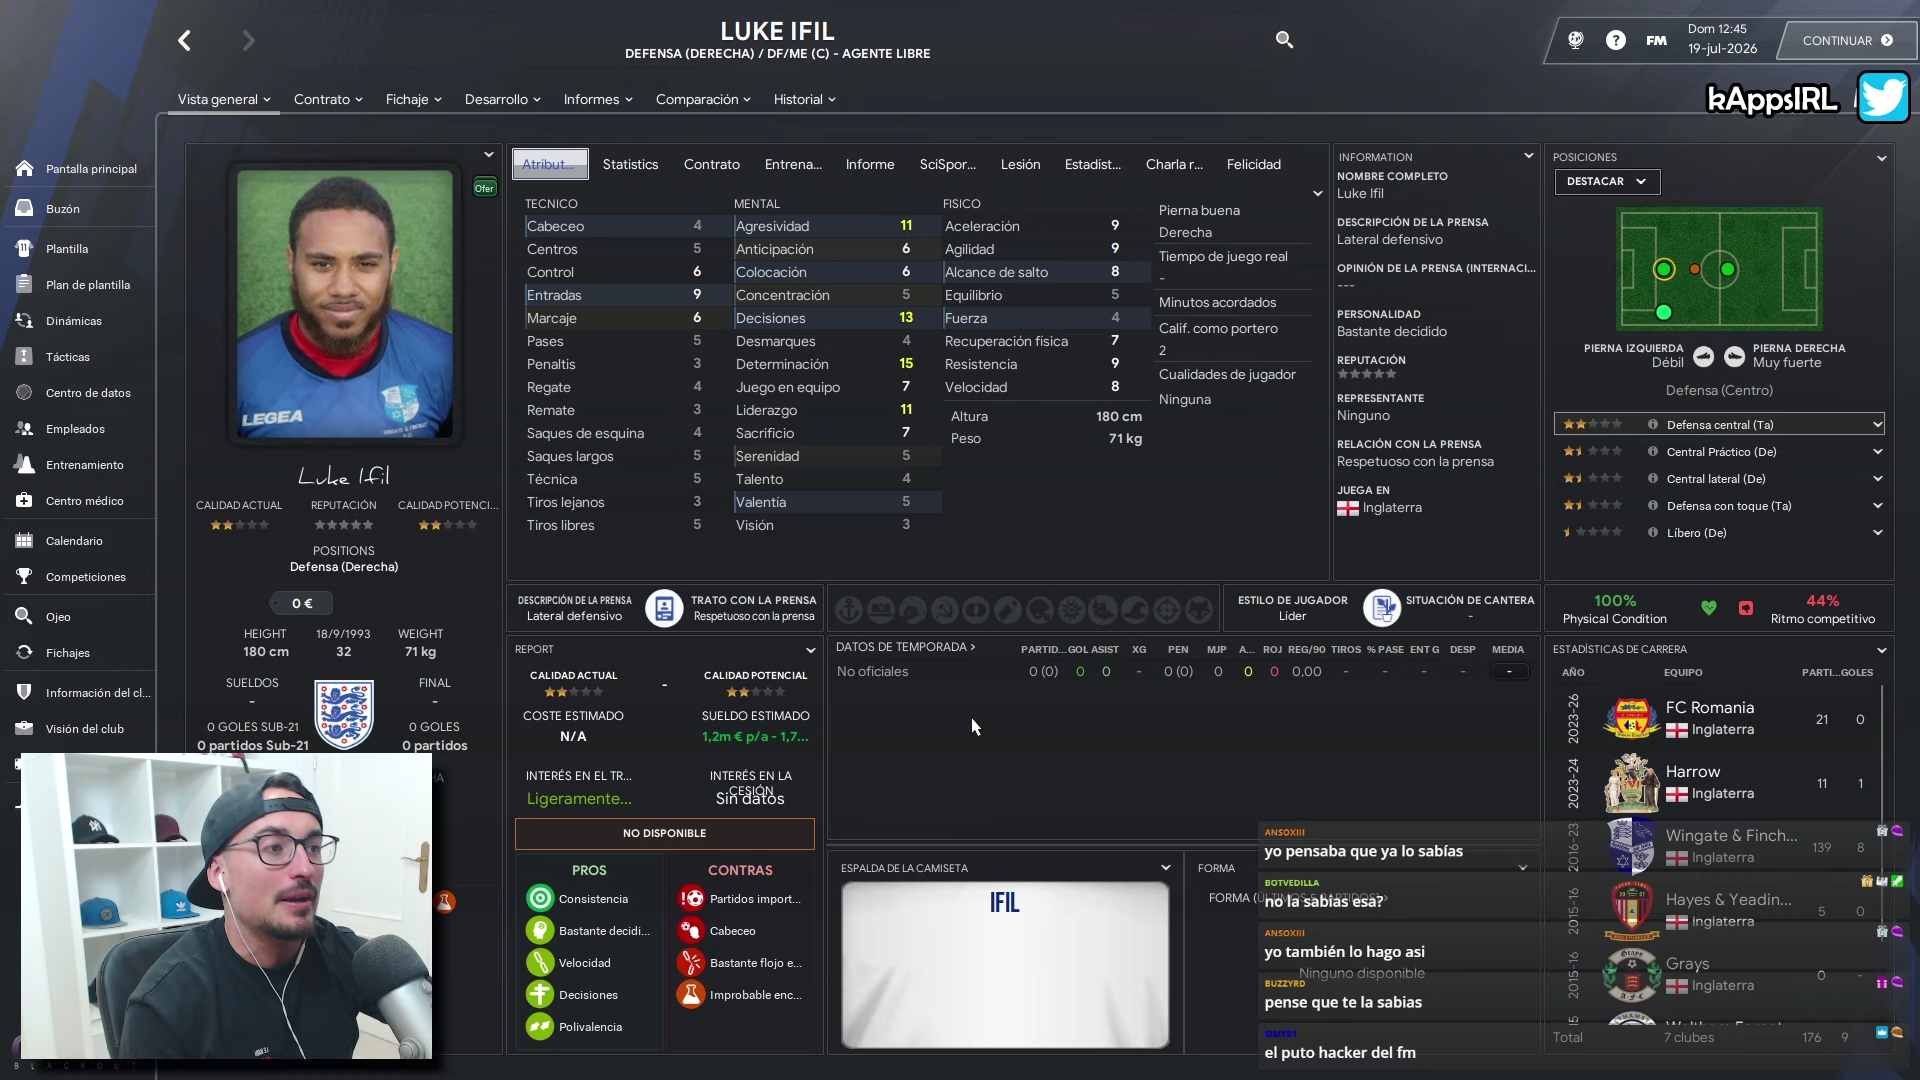 LUKE IFIL
DEFENSA (DERECHA) / DF/ME (C) - AGENTE LIBRE
FM
Dom 12:45
19-jul-2026
CONTINUAR
kAppsIRL
Vista general
Contrato
Fichaje
Desarrollo
Informes
Comparación
Historial
Pantalla principal
Buzón
Plantilla
Plan de plantilla
Dinámicas
Tácticas
Centro de datos
Empleados
Entrenamiento
Centro médico
Calendario
Competiciones
Ojeo
Fichajes
Información del cl...
Visión del club
Ofer
LEGEA
Luke Ifil
CALIDAD ACTUAL
REPUTACIÓN
CALIDAD POTENCI...
POSITIONS
Defensa (Derecha)
0 €
HEIGHT
18/9/1993
WEIGHT
180 cm
32
71 kg
SUELDOS
FINAL
-
-
0 GOLES SUB-21
0 GOLES
0 partidos Sub-21
0 partidos
Atribut...
Statistics
Contrato
Entrena...
Informe
SciSpor...
Lesión
Estadíst...
Charla r...
Felicidad
TECNICO
Cabeceo 4
Centros 5
Control 6
Entradas 9
Marcaje 6
Pases 5
Penaltis 3
Regate 4
Remate 3
Saques de esquina 4
Saques largos 5
Técnica 5
Tiros lejanos 3
Tiros libres 5
MENTAL
Agresividad 11
Anticipación 6
Colocación 6
Concentración 5
Decisiones 13
Desmarques 4
Determinación 15
Juego en equipo 7
Liderazgo 11
Sacrificio 7
Serenidad 5
Talento 4
Valentía 5
Visión 3
FISICO
Aceleración 9
Agilidad 9
Alcance de salto 8
Equilibrio 5
Fuerza 4
Recuperación física 7
Resistencia 9
Velocidad 8
Altura 180 cm
Peso 71 kg
Pierna buena
Derecha
Tiempo de juego real
-
Minutos acordados
Calif. como portero
2
Cualidades de jugador
Ninguna
INFORMATION
NOMBRE COMPLETO
Luke Ifil
DESCRIPCIÓN DE LA PRENSA
Lateral defensivo
OPINIÓN DE LA PRENSA (INTERNACI...
---
PERSONALIDAD
Bastante decidido
REPUTACIÓN
REPRESENTANTE
Ninguno
RELACIÓN CON LA PRENSA
Respetuoso con la prensa
JUEGA EN
Inglaterra
POSICIONES
DESTACAR
PIERNA IZQUIERDA
Débil
PIERNA DERECHA
Muy fuerte
Defensa (Centro)
Defensa central (Ta)
Central Práctico (De)
Central lateral (De)
Defensa con toque (Ta)
Líbero (De)
DESCRIPCIÓN DE LA PRENSA
Lateral defensivo
TRATO CON LA PRENSA
Respetuoso con la prensa
ESTILO DE JUGADOR
Líder
SITUACIÓN DE CANTERA
-
100%
Physical Condition
44%
Ritmo competitivo
REPORT
CALIDAD ACTUAL
-
CALIDAD POTENCIAL
COSTE ESTIMADO
N/A
SUELDO ESTIMADO
1,2m € p/a - 1,7...
INTERÉS EN EL TR...
Ligeramente...
INTERÉS EN LA
CESIÓN
Sin datos
NO DISPONIBLE
PROS
Consistencia
Bastante decidi...
Velocidad
Decisiones
Polivalencia
CONTRAS
Partidos import...
Cabeceo
Bastante flojo e...
Improbable enc...
DATOS DE TEMPORADA
PARTID... GOL ASIST XG PEN MJP A... ROJ REG/90 TIROS % PASE ENT G DESP MEDIA
No oficiales 0 (0) 0 0 - 0 (0) 0 0 0 0,00 - - - - -
ESPALDA DE LA CAMISETA
IFIL
FORMA
Ninguno disponible
ESTADÍSTICAS DE CARRERA
AÑO EQUIPO PARTI... GOLES
2023-26 FC Romania 21 0
Inglaterra
2023-24 Harrow 11 1
Inglaterra
2016-23 Wingate & Finch... 139 8
Inglaterra
2015-16 Hayes & Yeadin... 5 0
Inglaterra
2015-16 Grays 0 -
Inglaterra
Total 7 clubes 176 9
ANSOXIII
yo pensaba que ya lo sabías
BOTVEDILLA
no la sabias esa?
ANSOXIII
yo también lo hago asi
BUZZYRD
pense que te la sabias
SIMYR1
el puto hacker del fm
BLACKOUT